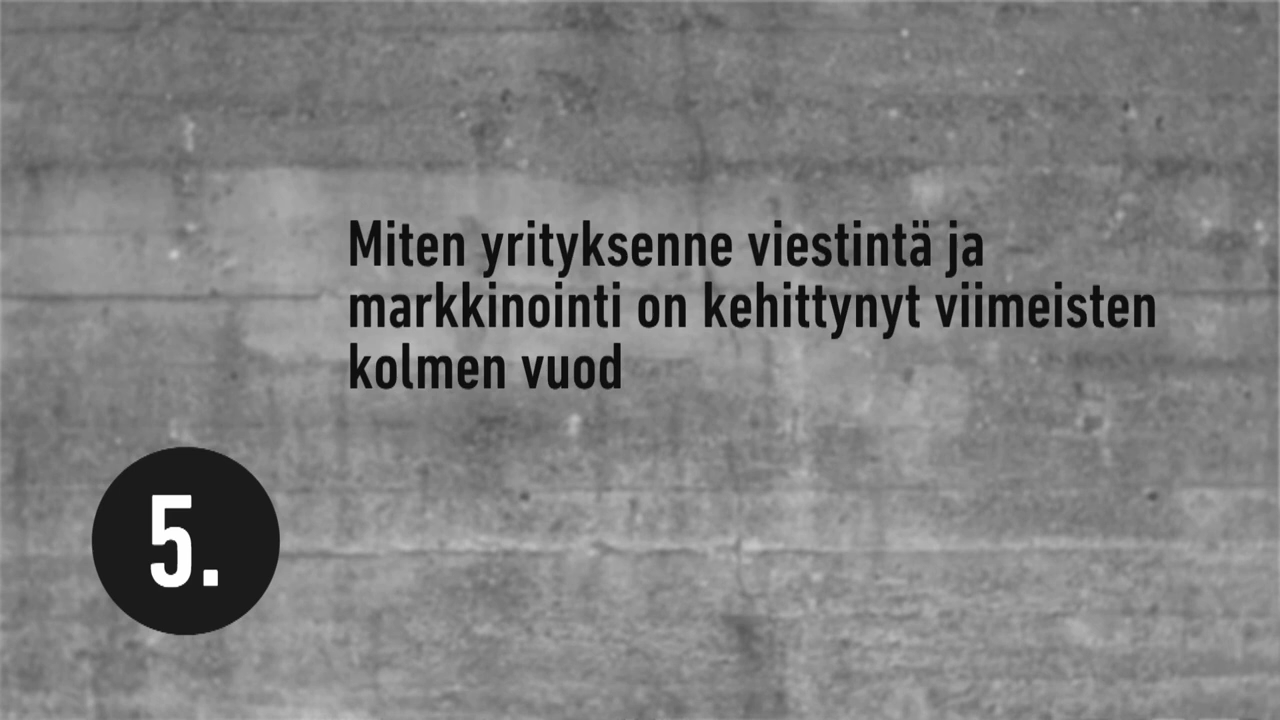 Miten yrityksenne viestintä ja
markkinointi on kehittynyt viimeisten
kolmen vuod
5.